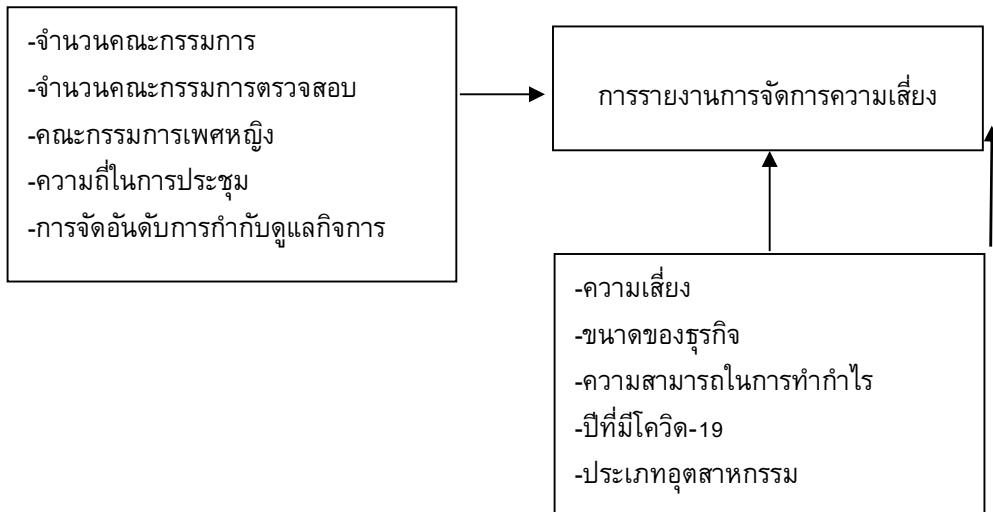 -จำนวนคณะกรรมการ
-จำนวนคณะกรรมการตรวจสอบ
-คณะกรรมการเพศหญิง
-ความถี่ในการประชุม
-การจัดอันดับการกำกับดูแลกิจการ
การรายงานการจัดการความเสี่ยง
-ความเสี่ยง
-ขนาดของธุรกิจ
-ความสามารถในการทำกำไร
-ปีที่มีโควิด-19
-ประเภทอุตสาหกรรม